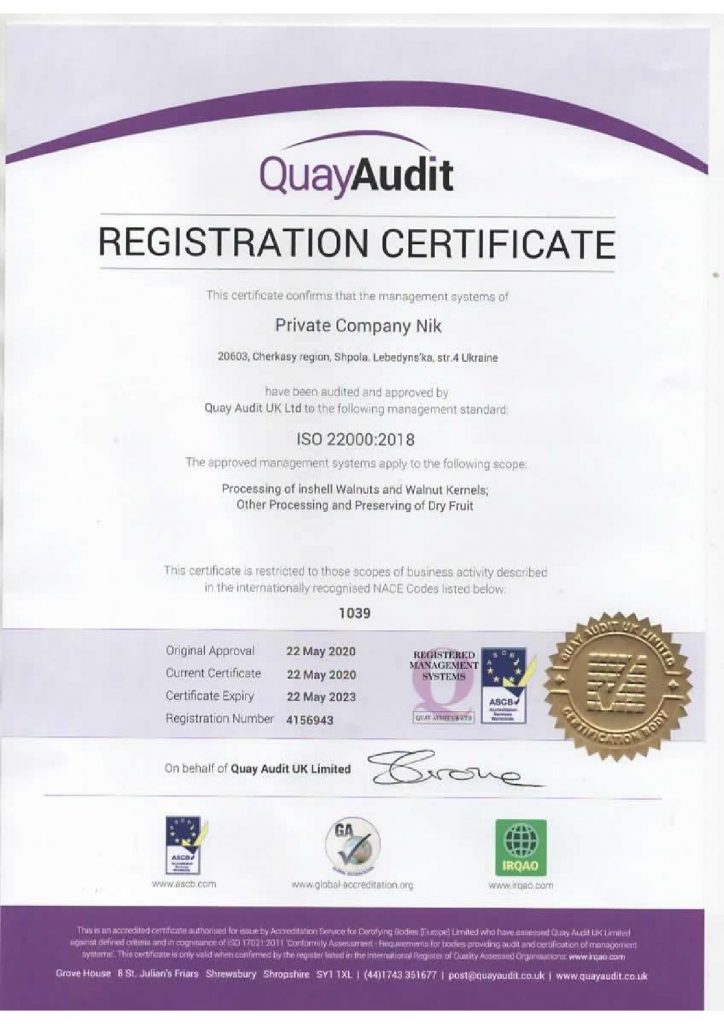 QuayAudit
REGISTRATION CERTIFICATE
This certificate confirms that the management systems of
Private Company Nik
20603, Cherkasy region, Shpola, Lebedyns'ka, str.4 Ukraine
have been audited and approved by
Quay Audit UK Ltd to the following management standard:
ISO 22000:2018
The approved management systems apply to the following scope:
Processing of inshell Walnuts and Walnut Kernels;
Other Processing and Preserving of Dry Fruit
This certificate is restricted to those scopes of business activity described
in the internationally recognised NACE Codes listed below:
1039
Original Approval 22 May 2020
Current Certificate 22 May 2020
Certificate Expiry 22 May 2023
Registration Number 4156943
REGISTERED
MANAGEMENT
SYSTEMS
QUAY AUDIT UK LTD
ASCB
Accreditation
Services
Worldwide
QUAY AUDIT UK LIMITED
CERTIFICATION BODY
On behalf of Quay Audit UK Limited
ASCB
Accreditation
Services
Worldwide
www.ascb.com
GA
www.global-accreditation.org
IRQAO
www.irqao.com
This is an accredited certificate authorised for issue by Accreditation Service for Certifying Bodies (Europe) Limited who have assessed Quay Audit UK Limited
against defined criteria and in cognisance of ISO 17021:2011 'Conformity Assessment - Requirements for bodies providing audit and certification of management
systems'. This certificate is only valid when confirmed by the register listed in the International Register of Quality Assessed Organisations: www.irqao.com
Grove House 8 St. Julian's Friars Shrewsbury Shropshire SY1 1XL | (44)1743 351677 | post@quayaudit.co.uk | www.quayaudit.co.uk